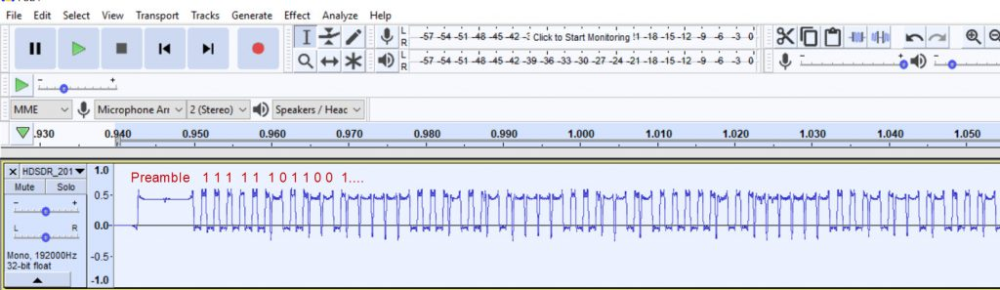 File Edit Select View Transport Tracks Generate Effect Analyze Help
L R -57 -54 -51 -48 -45 -42 -3 Click to Start Monitoring !1 -18 -15 -12 -9 -6 -3 0
L R -57 -54 -51 -48 -45 -42 -39 -36 -33 -30 -27 -24 -21 -18 -15 -12 -9 -6 -3 0
- +
MME Microphone Arr 2 (Stereo) Speakers / Head
.930 0.940 0.950 0.960 0.970 0.980 0.990 1.000 1.010 1.020 1.030 1.040 1.050
X HDSDR_201 1.0
Preamble 1 1 1 1 1 1 0 1 1 0 0 1....
Mute Solo
- + 0.5
L R 0.0
Mono, 192000Hz -0.5
32-bit float
-1.0